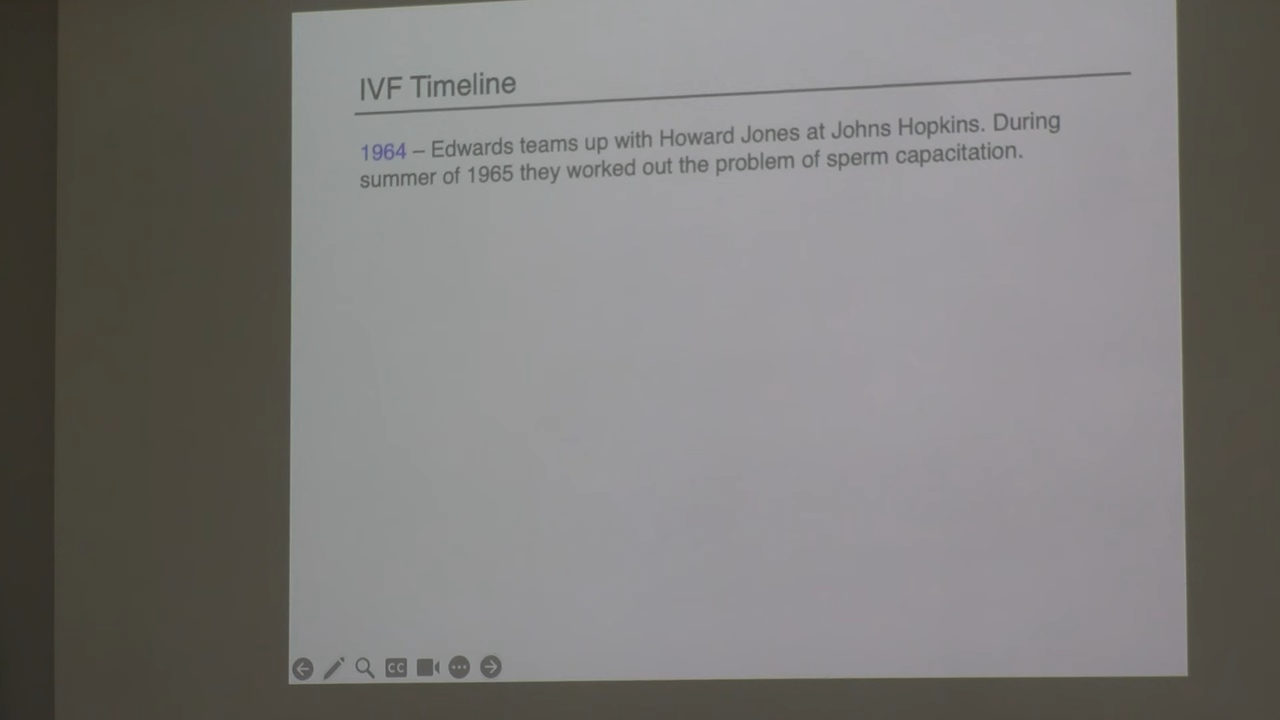 IVF Timeline
1964 – Edwards teams up with Howard Jones at Johns Hopkins. During
summer of 1965 they worked out the problem of sperm capacitation.
CC